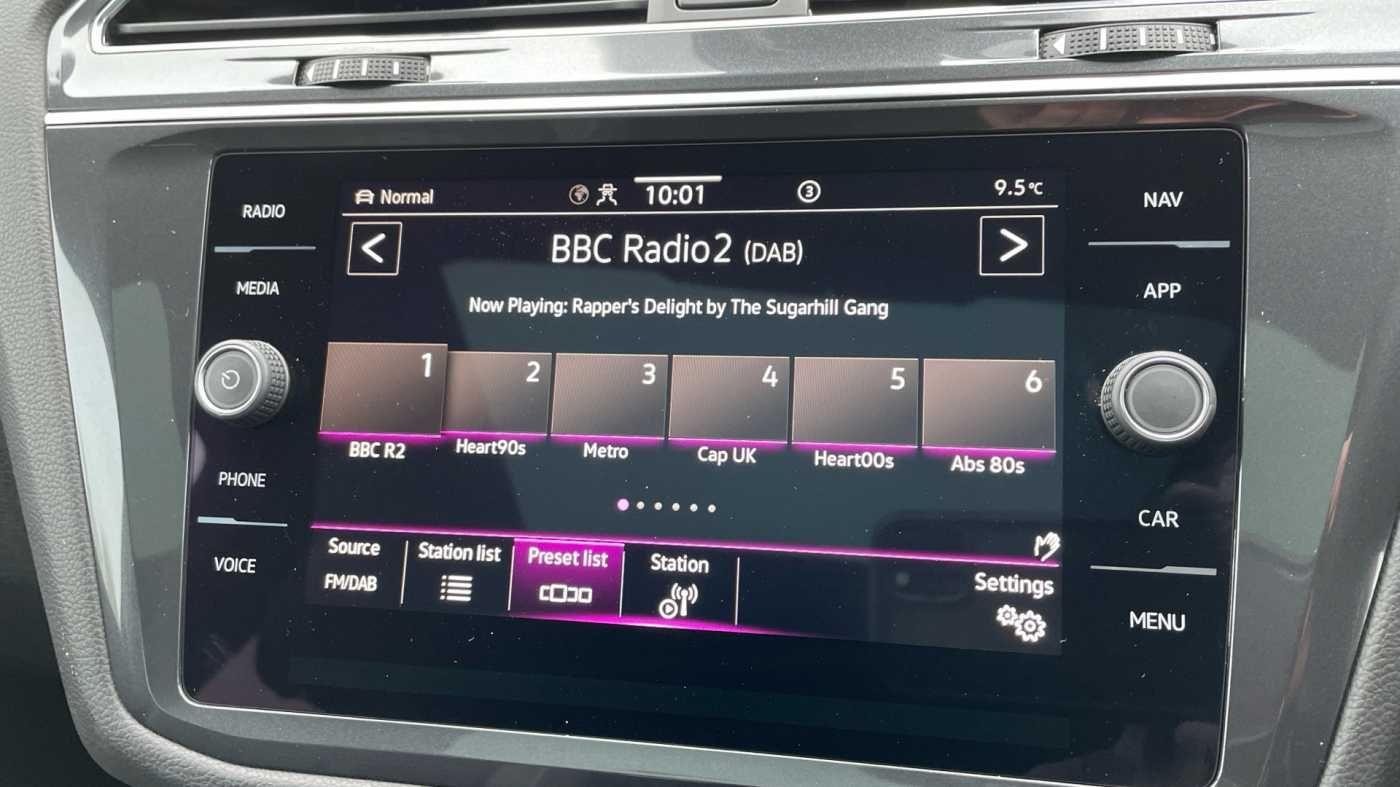 Normal
10:01
3
9.5°C
RADIO
NAV
BBC Radio2 (DAB)
MEDIA
APP
Now Playing: Rapper's Delight by The Sugarhill Gang
1 2 3 4 5 6
BBC R2 Heart90s Metro Cap UK Heart00s Abs 80s
PHONE
CAR
Source
FM/DAB
Station list
Preset list
Station
Settings
VOICE
MENU